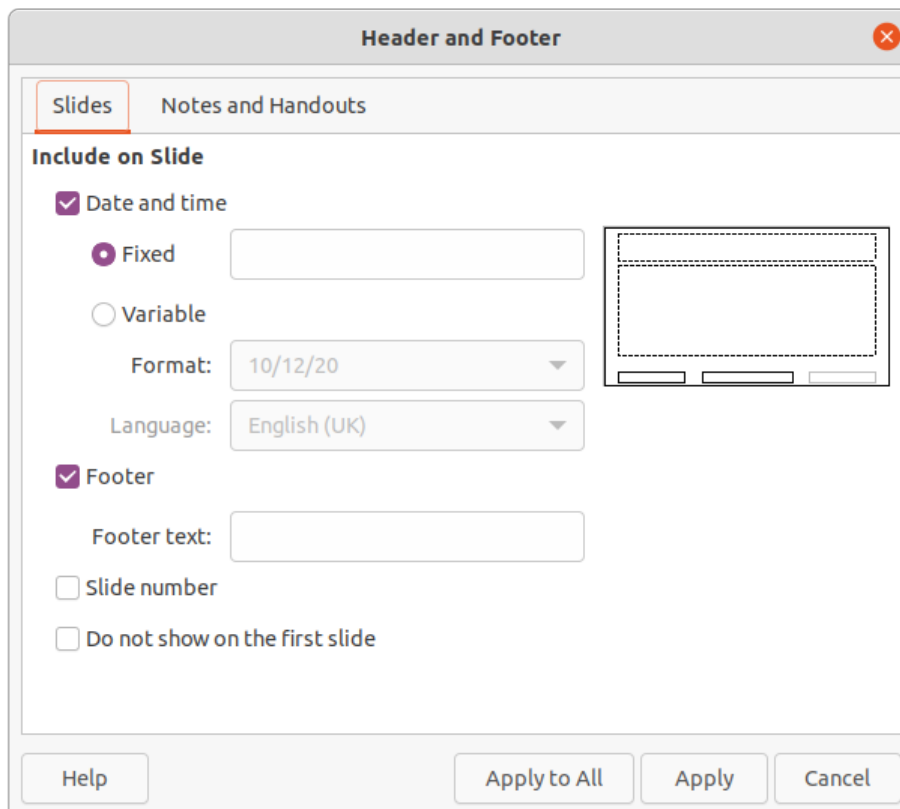 Header and Footer
Slides Notes and Handouts
Include on Slide
Date and time
Fixed
Variable
Format: 10/12/20
Language: English (UK)
Footer
Footer text:
Slide number
Do not show on the first slide
Help Apply to All Apply Cancel